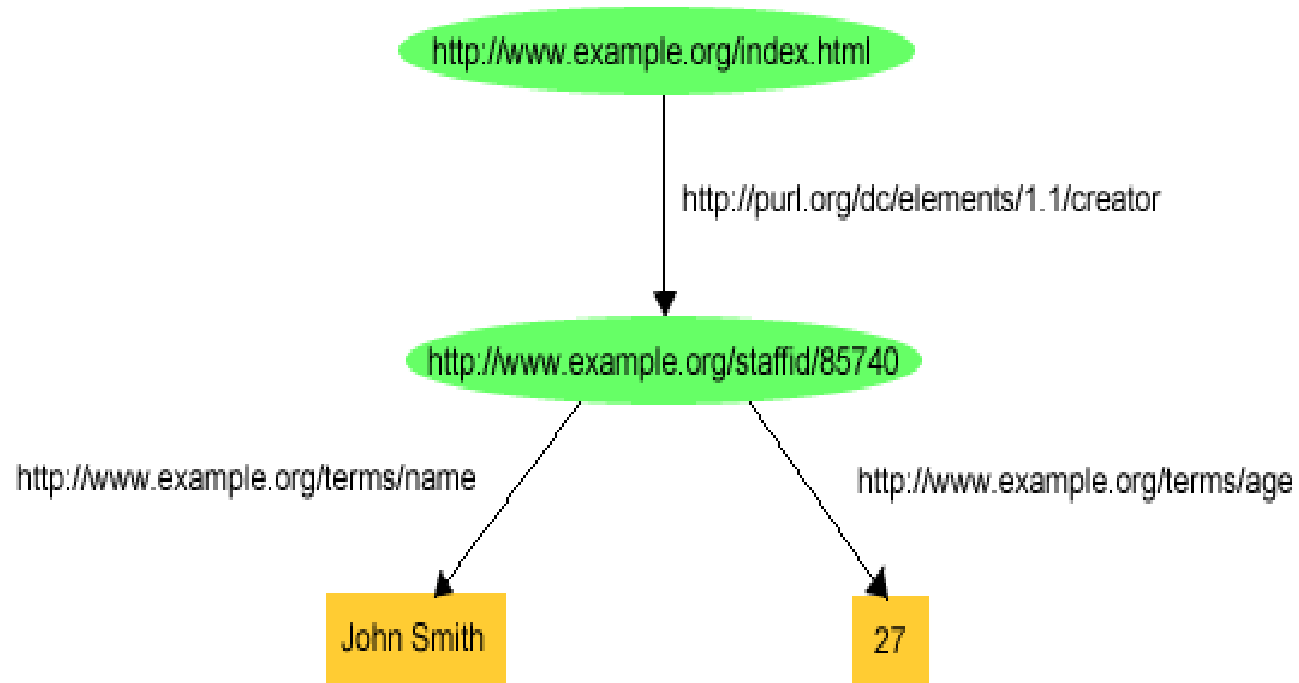 http://www.example.org/index.html
http://purl.org/dc/elements/1.1/creator
http://www.example.org/staffid/85740
http://www.example.org/terms/name
http://www.example.org/terms/age
John Smith
27